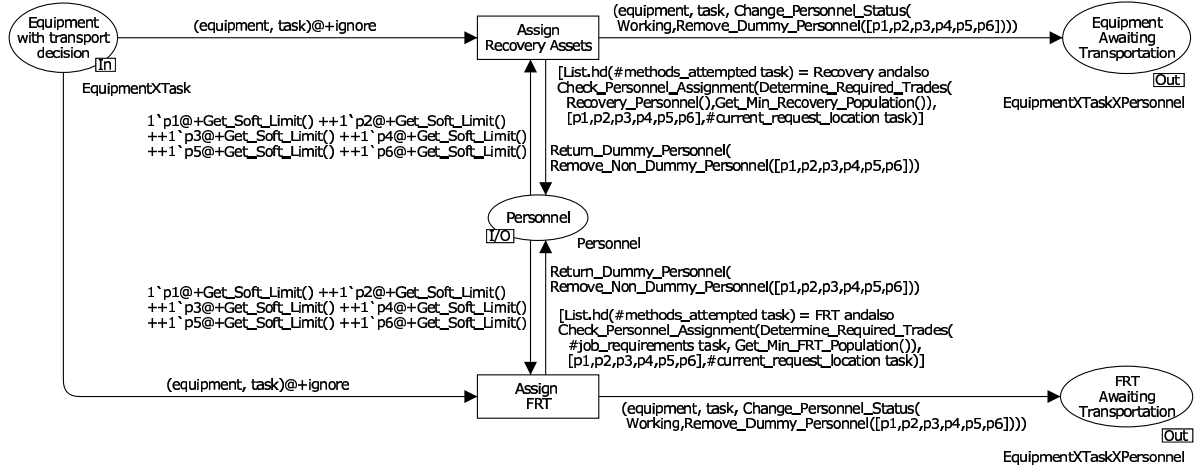 Equipment
with transport
decision
In
EquipmentXTask
(equipment, task)@+ignore
Assign
Recovery Assets
(equipment, task, Change_Personnel_Status(
Working,Remove_Dummy_Personnel([p1,p2,p3,p4,p5,p6])))
Equipment
Awaiting
Transportation
Out
EquipmentXTaskXPersonnel
[List.hd(#methods_attempted task) = Recovery andalso
Check_Personnel_Assignment(Determine_Required_Trades(
Recovery_Personnel(),Get_Min_Recovery_Population()),
[p1,p2,p3,p4,p5,p6],#current_request_location task)]
1`p1@+Get_Soft_Limit() ++1`p2@+Get_Soft_Limit()
++1`p3@+Get_Soft_Limit() ++1`p4@+Get_Soft_Limit()
++1`p5@+Get_Soft_Limit() ++1`p6@+Get_Soft_Limit()
Return_Dummy_Personnel(
Remove_Non_Dummy_Personnel([p1,p2,p3,p4,p5,p6]))
Personnel
I/O
Personnel
1`p1@+Get_Soft_Limit() ++1`p2@+Get_Soft_Limit()
++1`p3@+Get_Soft_Limit() ++1`p4@+Get_Soft_Limit()
++1`p5@+Get_Soft_Limit() ++1`p6@+Get_Soft_Limit()
Return_Dummy_Personnel(
Remove_Non_Dummy_Personnel([p1,p2,p3,p4,p5,p6]))
[List.hd(#methods_attempted task) = FRT andalso
Check_Personnel_Assignment(Determine_Required_Trades(
#job_requirements task, Get_Min_FRT_Population()),
[p1,p2,p3,p4,p5,p6],#current_request_location task)]
(equipment, task)@+ignore
Assign
FRT
(equipment, task, Change_Personnel_Status(
Working,Remove_Dummy_Personnel([p1,p2,p3,p4,p5,p6])))
FRT
Awaiting
Transportation
Out
EquipmentXTaskXPersonnel